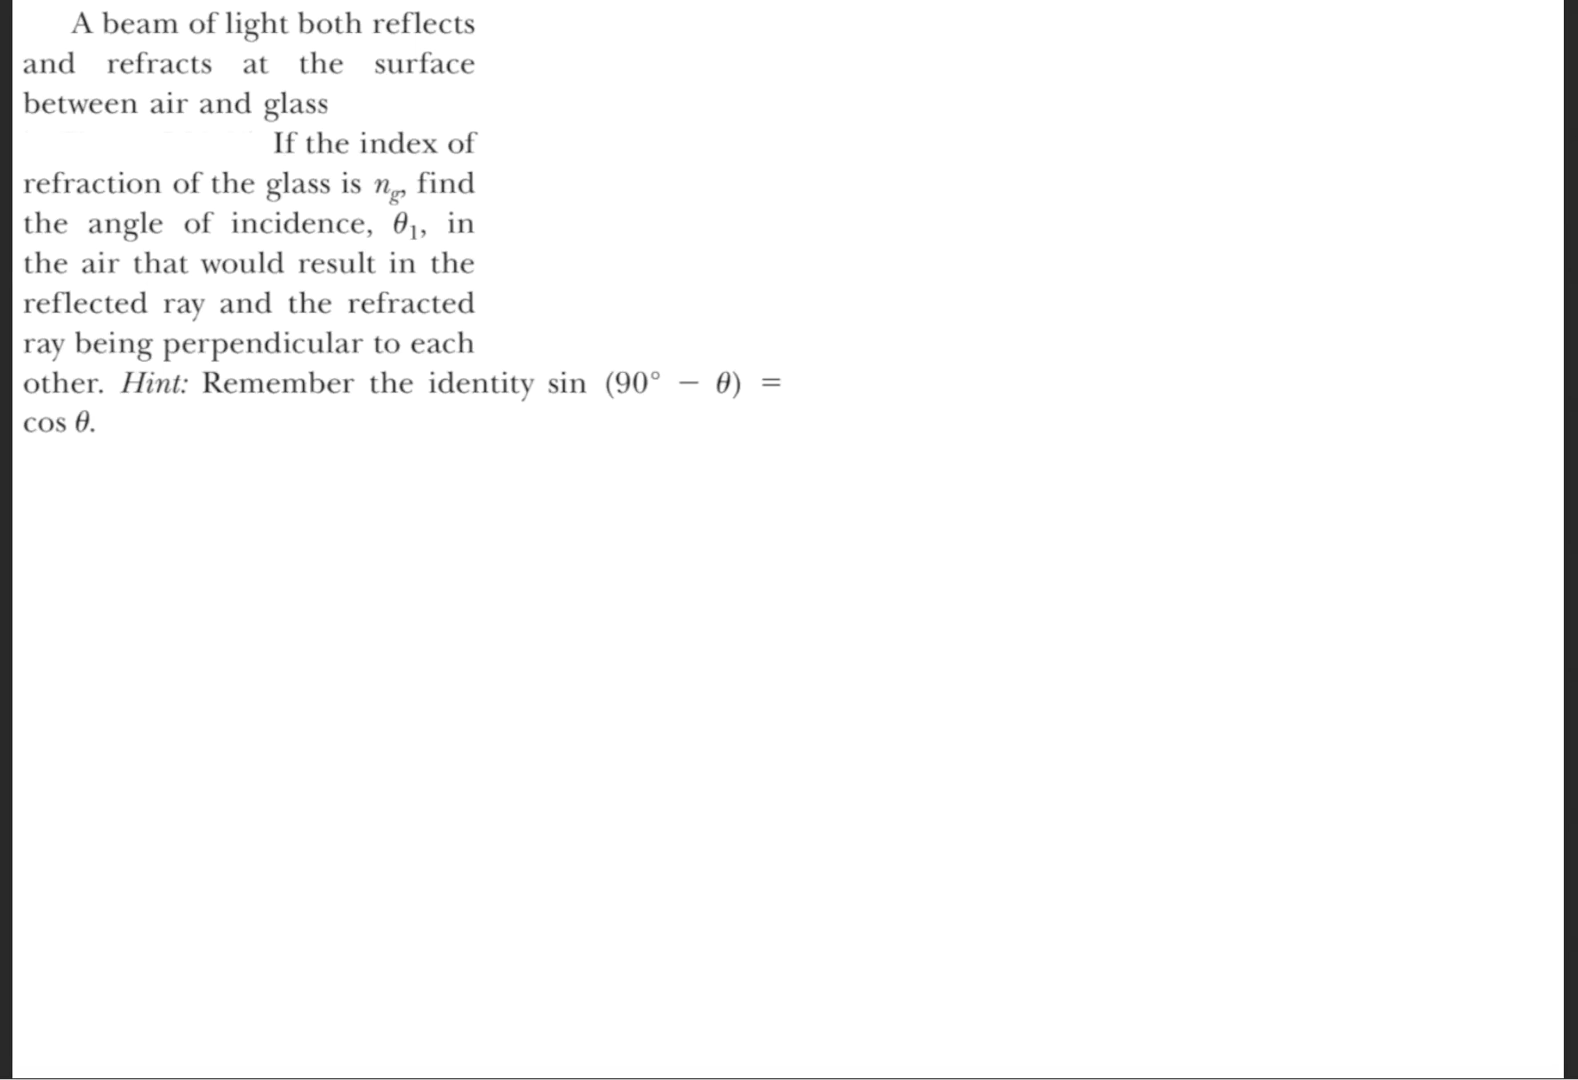 A beam of light both reflects
and refracts at the surface
between air and glass
If the index of
refraction of the glass is n_g, find
the angle of incidence, θ₁, in
the air that would result in the
reflected ray and the refracted
ray being perpendicular to each
other. Hint: Remember the identity sin (90° − θ) =
cos θ.